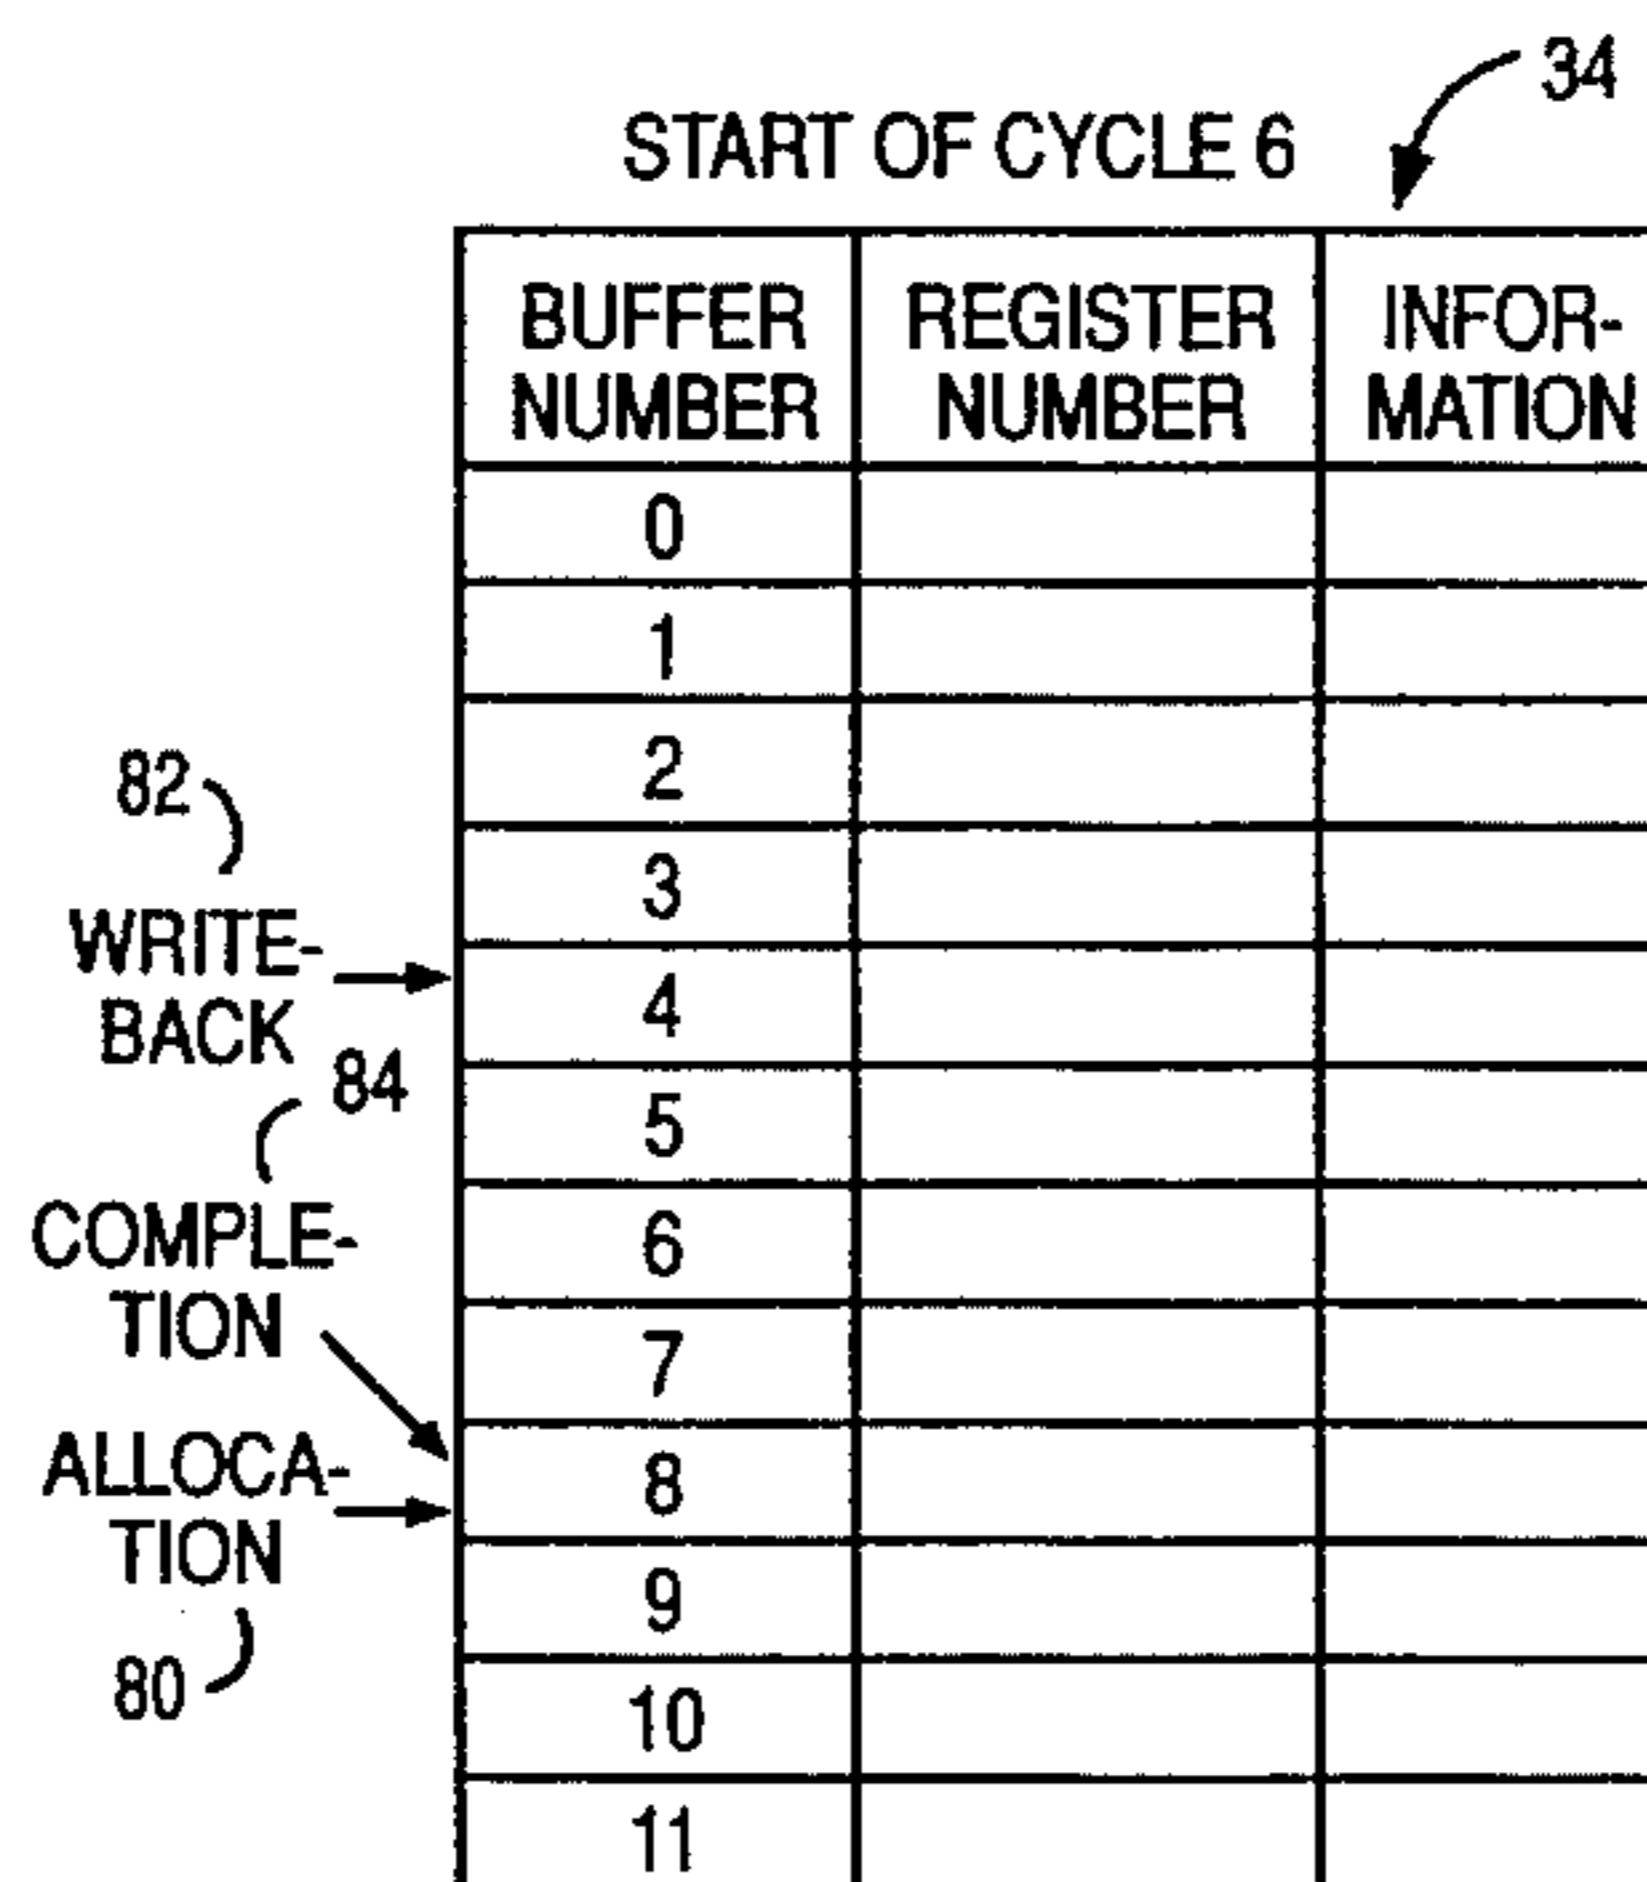 34
START OF CYCLE 6
BUFFER NUMBER REGISTER NUMBER INFOR-MATION
0
1
2
82
3
WRITE-
BACK
4
84
5
COMPLE-
TION
6
7
ALLOCA-
TION
8
9
80
10
11